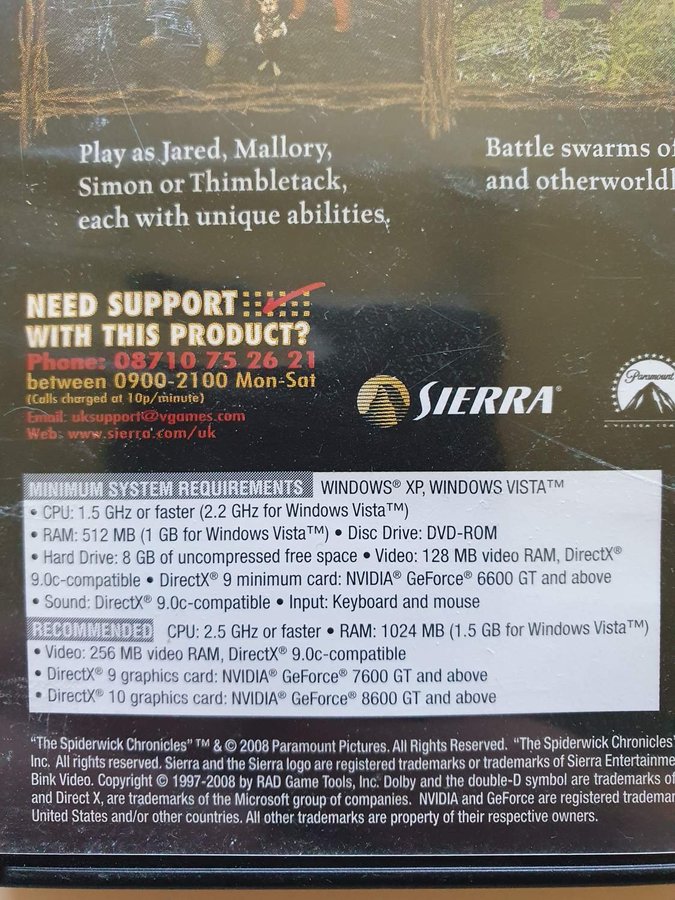 Play as Jared, Mallory,
Simon or Thimbletack,
each with unique abilities.
Battle swarms of
and otherworldl
NEED SUPPORT
WITH THIS PRODUCT?
Phone: 08710 75 26 21
between 0900-2100 Mon-Sat
(Calls charged at 10p/minute)
Email: uksupport@vgames.com
Web: www.sierra.com/uk
SIERRA®
Paramount
A VIACOM COM
MINIMUM SYSTEM REQUIREMENTS WINDOWS® XP, WINDOWS VISTA™
• CPU: 1.5 GHz or faster (2.2 GHz for Windows Vista™)
• RAM: 512 MB (1 GB for Windows Vista™) • Disc Drive: DVD-ROM
• Hard Drive: 8 GB of uncompressed free space • Video: 128 MB video RAM, DirectX®
9.0c-compatible • DirectX® 9 minimum card: NVIDIA® GeForce® 6600 GT and above
• Sound: DirectX® 9.0c-compatible • Input: Keyboard and mouse
RECOMMENDED CPU: 2.5 GHz or faster • RAM: 1024 MB (1.5 GB for Windows Vista™)
• Video: 256 MB video RAM, DirectX® 9.0c-compatible
• DirectX® 9 graphics card: NVIDIA® GeForce® 7600 GT and above
• DirectX® 10 graphics card: NVIDIA® GeForce® 8600 GT and above
"The Spiderwick Chronicles" ™ & © 2008 Paramount Pictures. All Rights Reserved. "The Spiderwick Chronicles"
Inc. All rights reserved. Sierra and the Sierra logo are registered trademarks or trademarks of Sierra Entertainme
Bink Video. Copyright © 1997-2008 by RAD Game Tools, Inc. Dolby and the double-D symbol are trademarks of
and Direct X, are trademarks of the Microsoft group of companies. NVIDIA and GeForce are registered trademar
United States and/or other countries. All other trademarks are property of their respective owners.